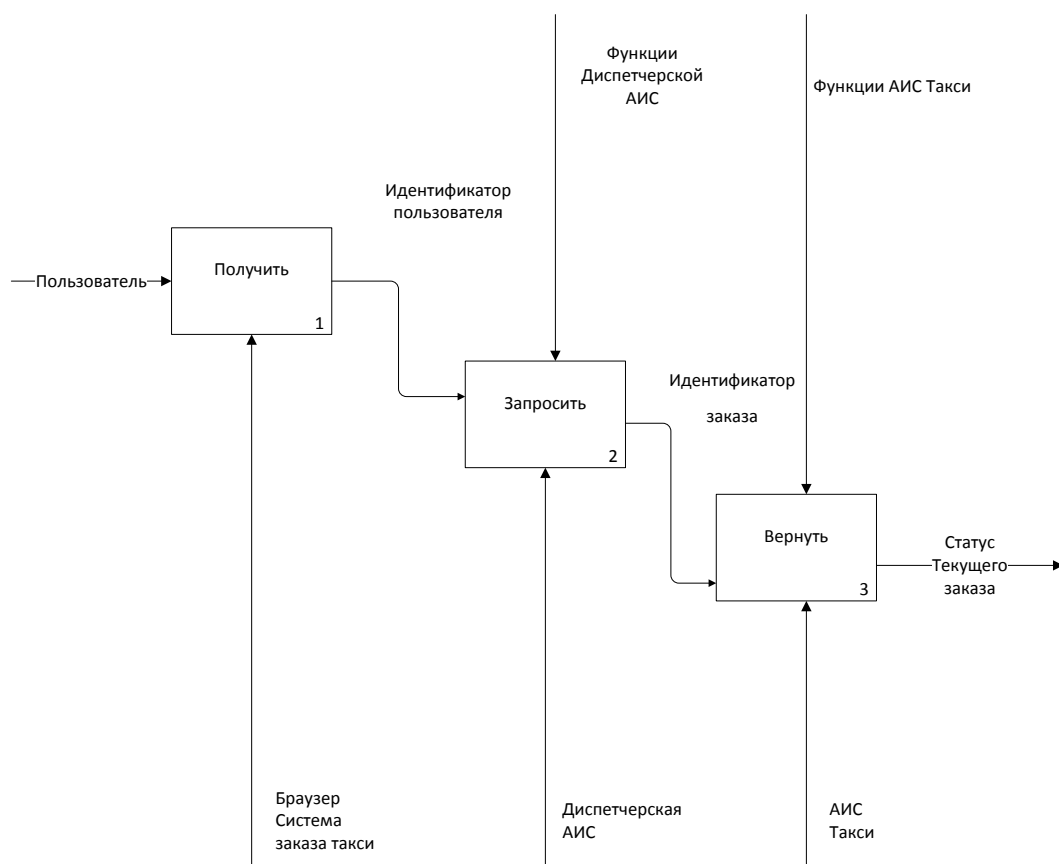 Функции
Диспетчерской
АИС
Функции АИС Такси
Идентификатор
пользователя
Получить
1
Пользователь
Запросить
2
Идентификатор
заказа
Вернуть
3
Статус
Текущего
заказа
Браузер
Система
заказа такси
Диспетчерская
АИС
АИС
Такси